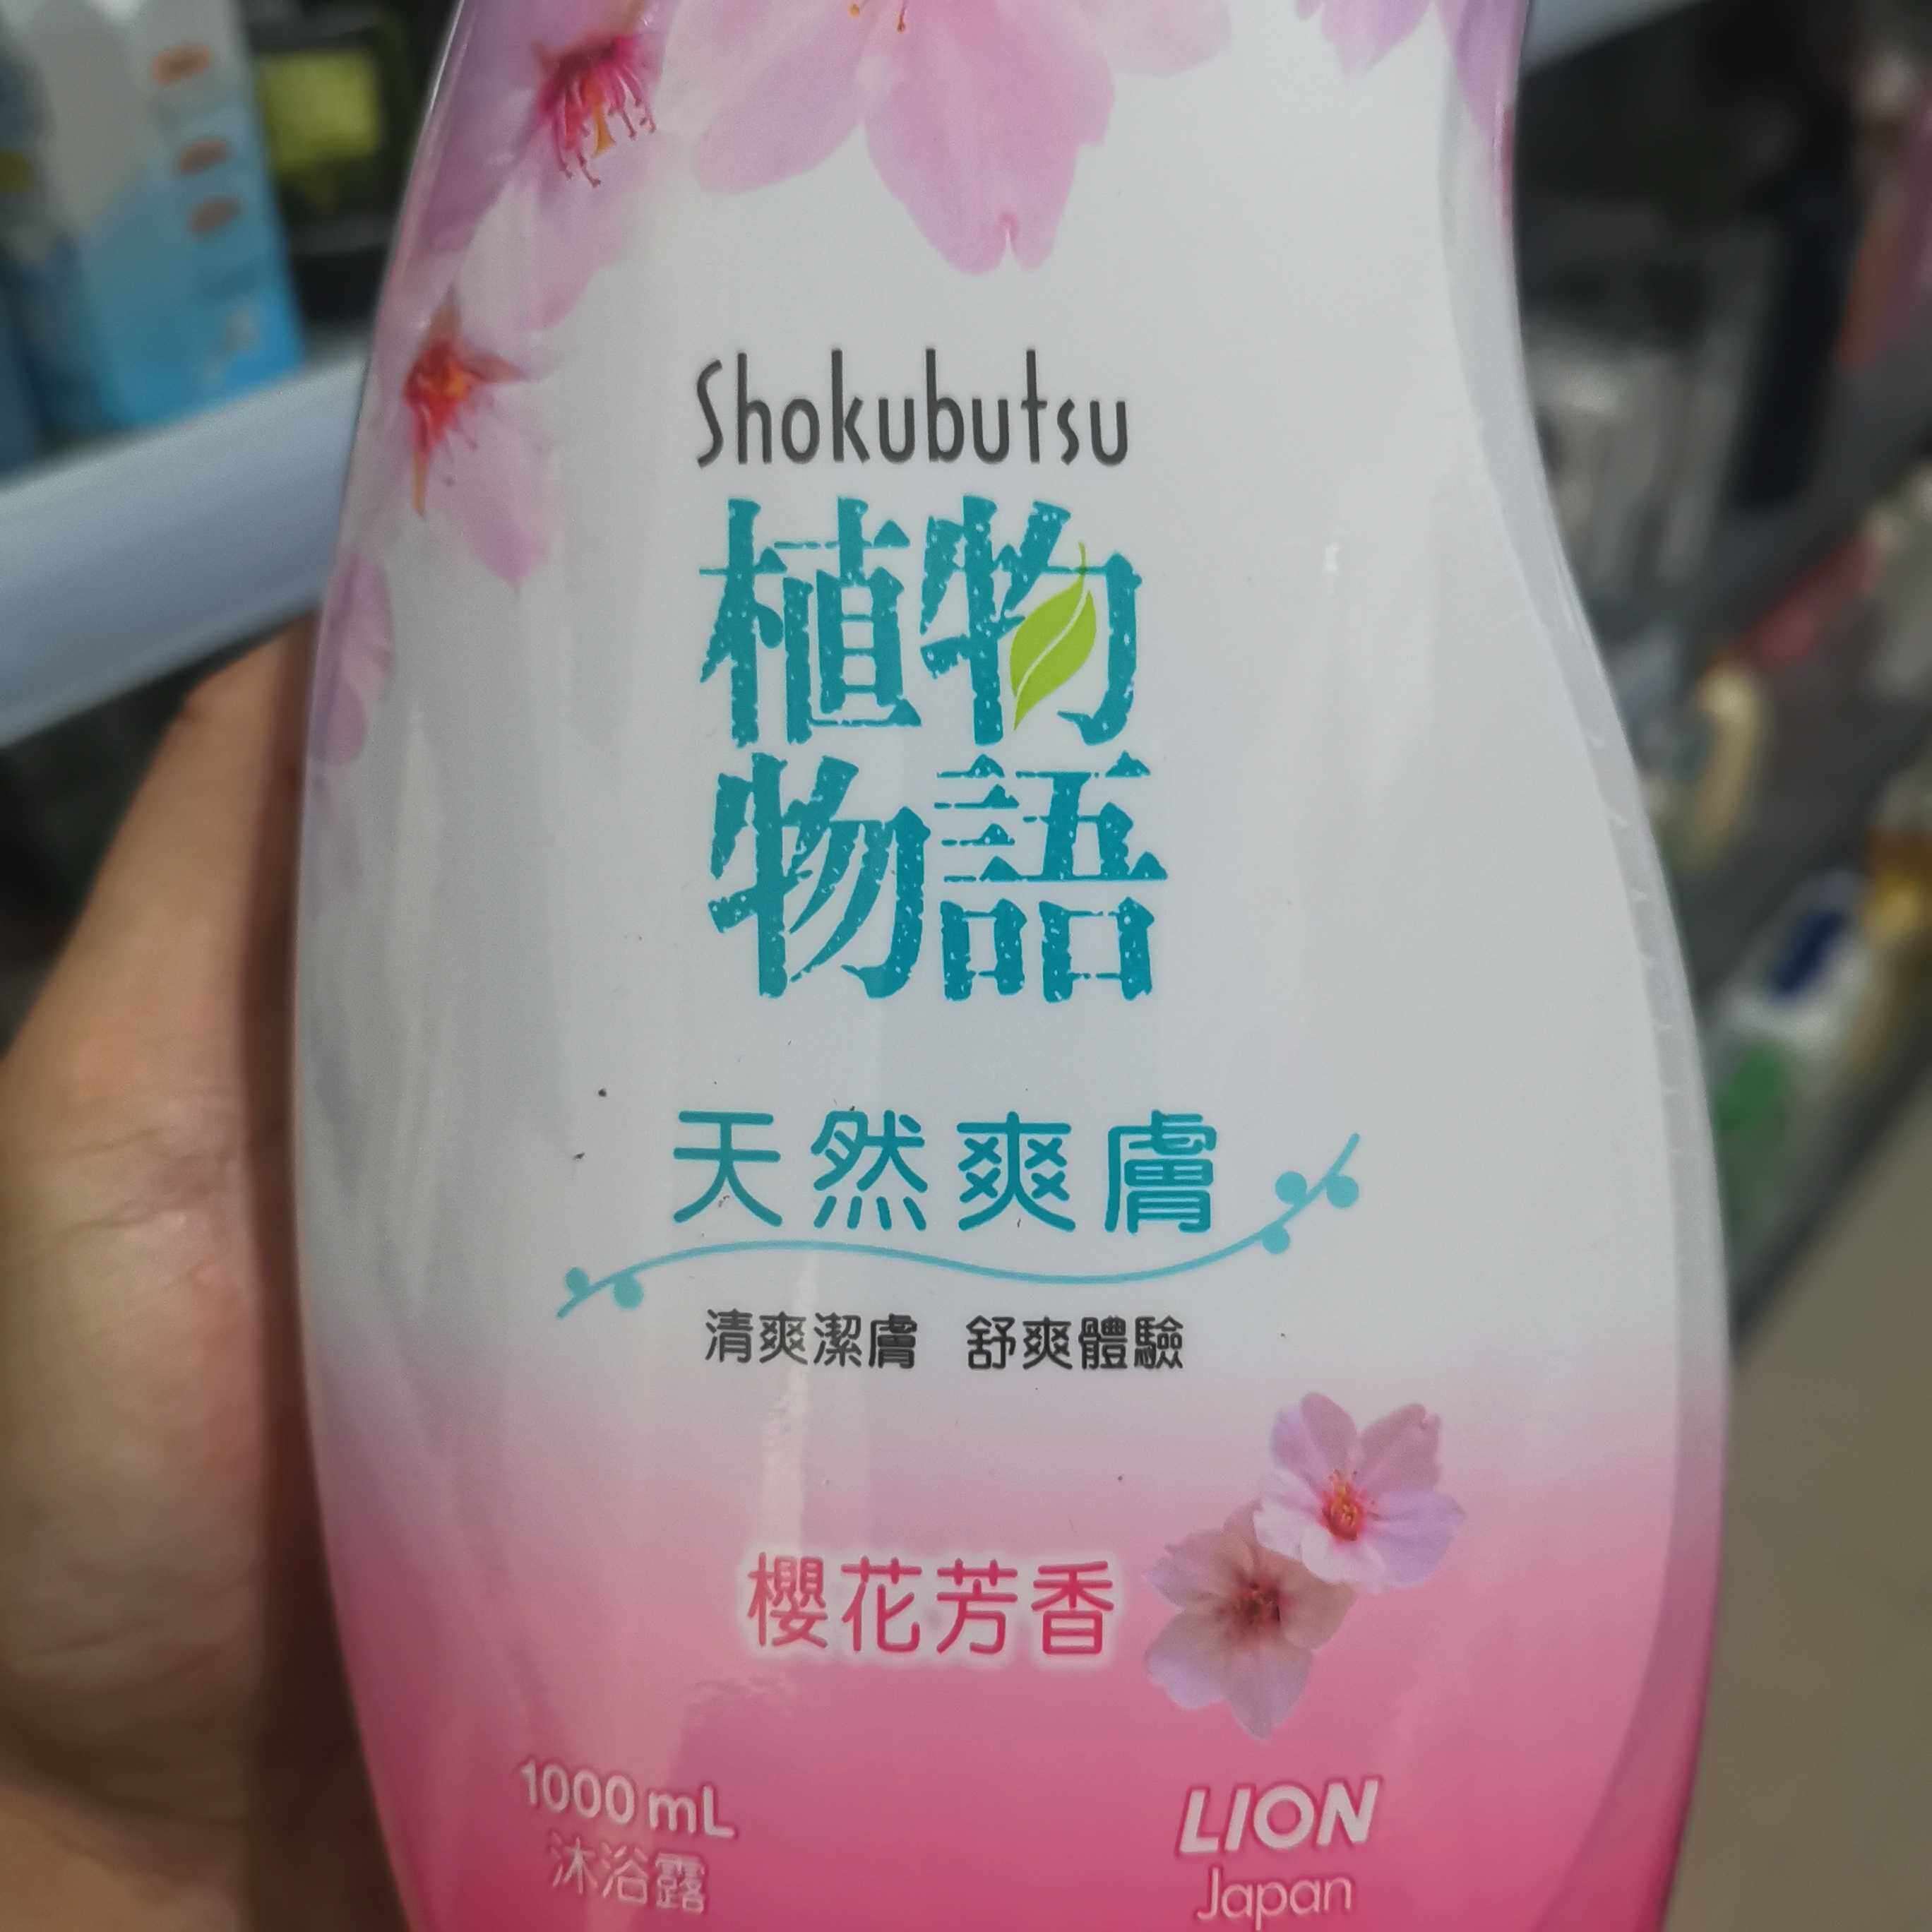 Shokubutsu
植物
物語
天然爽膚
清爽潔膚 舒爽體驗
櫻花芳香
1000 mL
沐浴露
LION
Japan